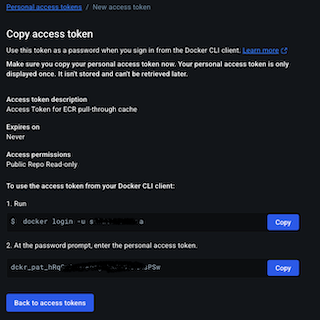 Personal access tokens / New access token
Copy access token
Use this token as a password when you sign in from the Docker CLI client. Learn more
Make sure you copy your personal access token now. Your personal access token is only
displayed once. It isn't stored and can't be retrieved later.
Access token description
Access Token for ECR pull-through cache
Expires on
Never
Access permissions
Public Repo Read-only
To use the access token from your Docker CLI client:
1. Run
$ docker login -u
Copy
2. At the password prompt, enter the personal access token.
Copy
Back to access tokens